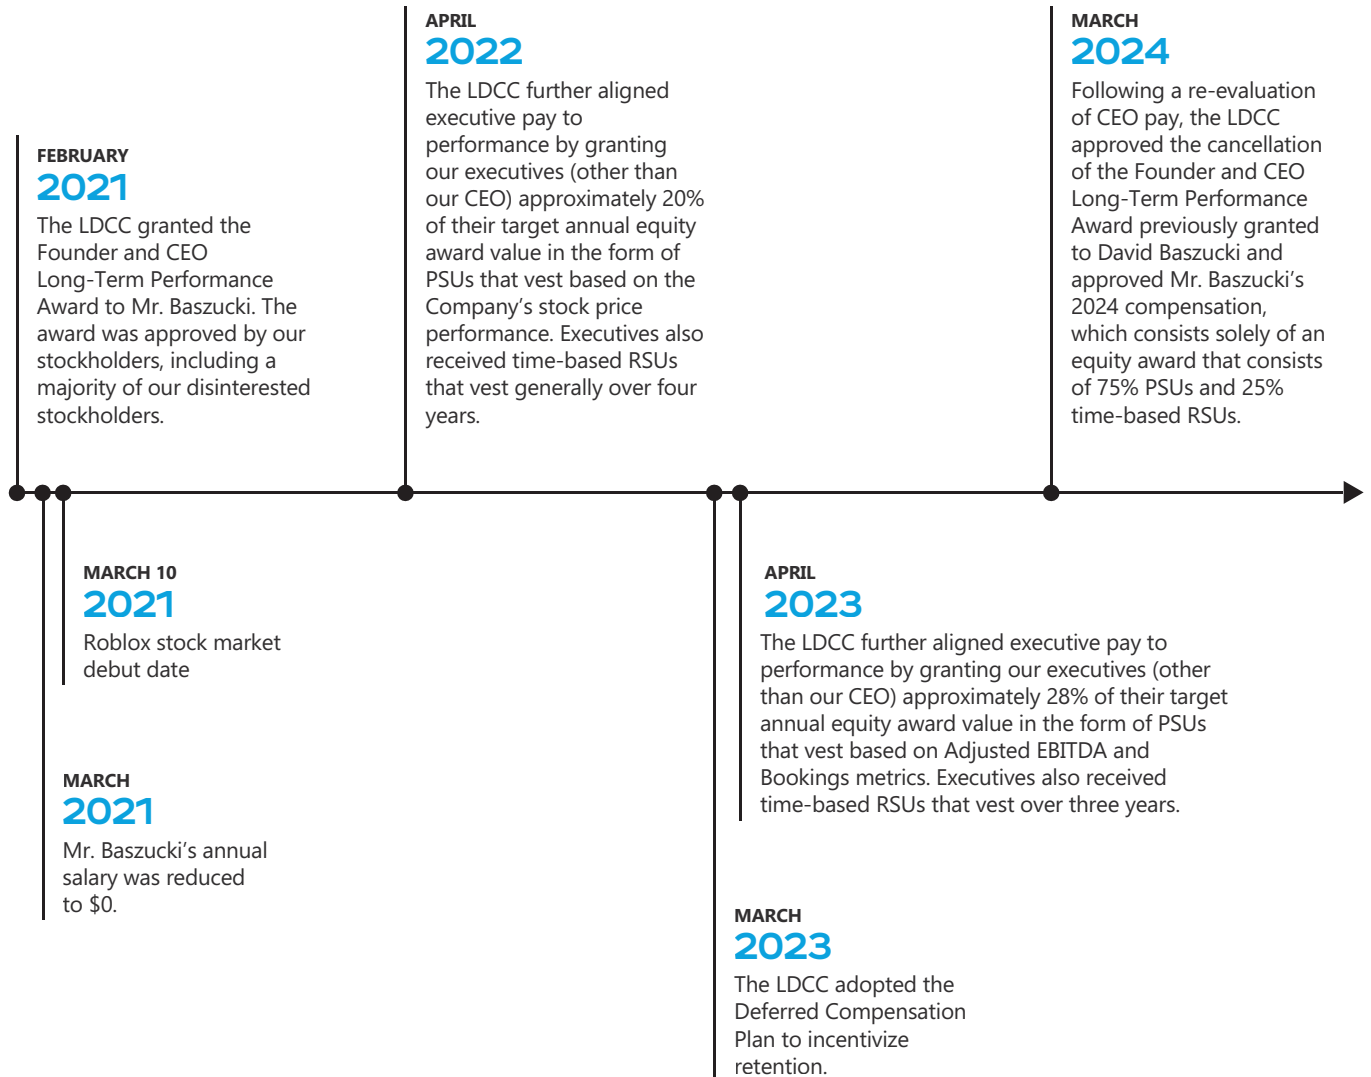 FEBRUARY
2021
The LDCC granted the
Founder and CEO
Long-Term Performance
Award to Mr. Baszucki. The
award was approved by our
stockholders, including a
majority of our disinterested
stockholders.
APRIL
2022
The LDCC further aligned
executive pay to
performance by granting
our executives (other than
our CEO) approximately 20%
of their target annual equity
award value in the form of
PSUs that vest based on the
Company’s stock price
performance. Executives also
received time-based RSUs
that vest generally over four
years.
MARCH
2024
Following a re-evaluation
of CEO pay, the LDCC
approved the cancellation
of the Founder and CEO
Long-Term Performance
Award previously granted
to David Baszucki and
approved Mr. Baszucki’s
2024 compensation,
which consists solely of an
equity award that consists
of 75% PSUs and 25%
time-based RSUs.
MARCH 10
2021
Roblox stock market
debut date
MARCH
2021
Mr. Baszucki’s annual
salary was reduced
to $0.
APRIL
2023
The LDCC further aligned executive pay to
performance by granting our executives (other
than our CEO) approximately 28% of their target
annual equity award value in the form of PSUs
that vest based on Adjusted EBITDA and
Bookings metrics. Executives also received
time-based RSUs that vest over three years.
MARCH
2023
The LDCC adopted the
Deferred Compensation
Plan to incentivize
retention.